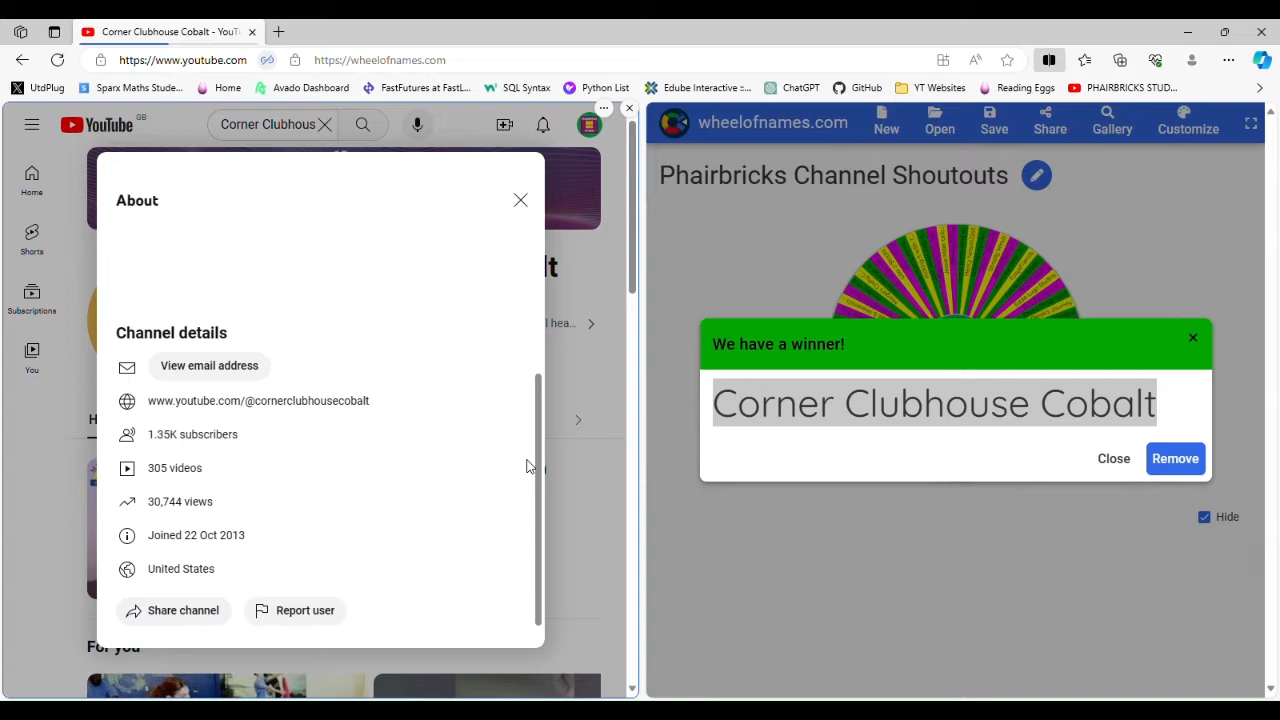 Corner Clubhouse Cobalt - YouT
https://www.youtube.com
https://wheelofnames.com
UtdPlug
Sparx Maths Stude...
Home
Avado Dashboard
FastFutures at FastL...
SQL Syntax
Python List
Edube Interactive ::...
ChatGPT
GitHub
YT Websites
Reading Eggs
PHAIRBRICKS STUD...
YouTube GB
Corner Clubhous
Home
Shorts
Subscriptions
You
About
Channel details
View email address
www.youtube.com/@cornerclubhousecobalt
1.35K subscribers
305 videos
30,744 views
Joined 22 Oct 2013
United States
Share channel
Report user
lt
l hea...
H
For you
wheelofnames.com
New
Open
Save
Share
Gallery
Customize
Phairbricks Channel Shoutouts
We have a winner!
Corner Clubhouse Cobalt
Close
Remove
Hide